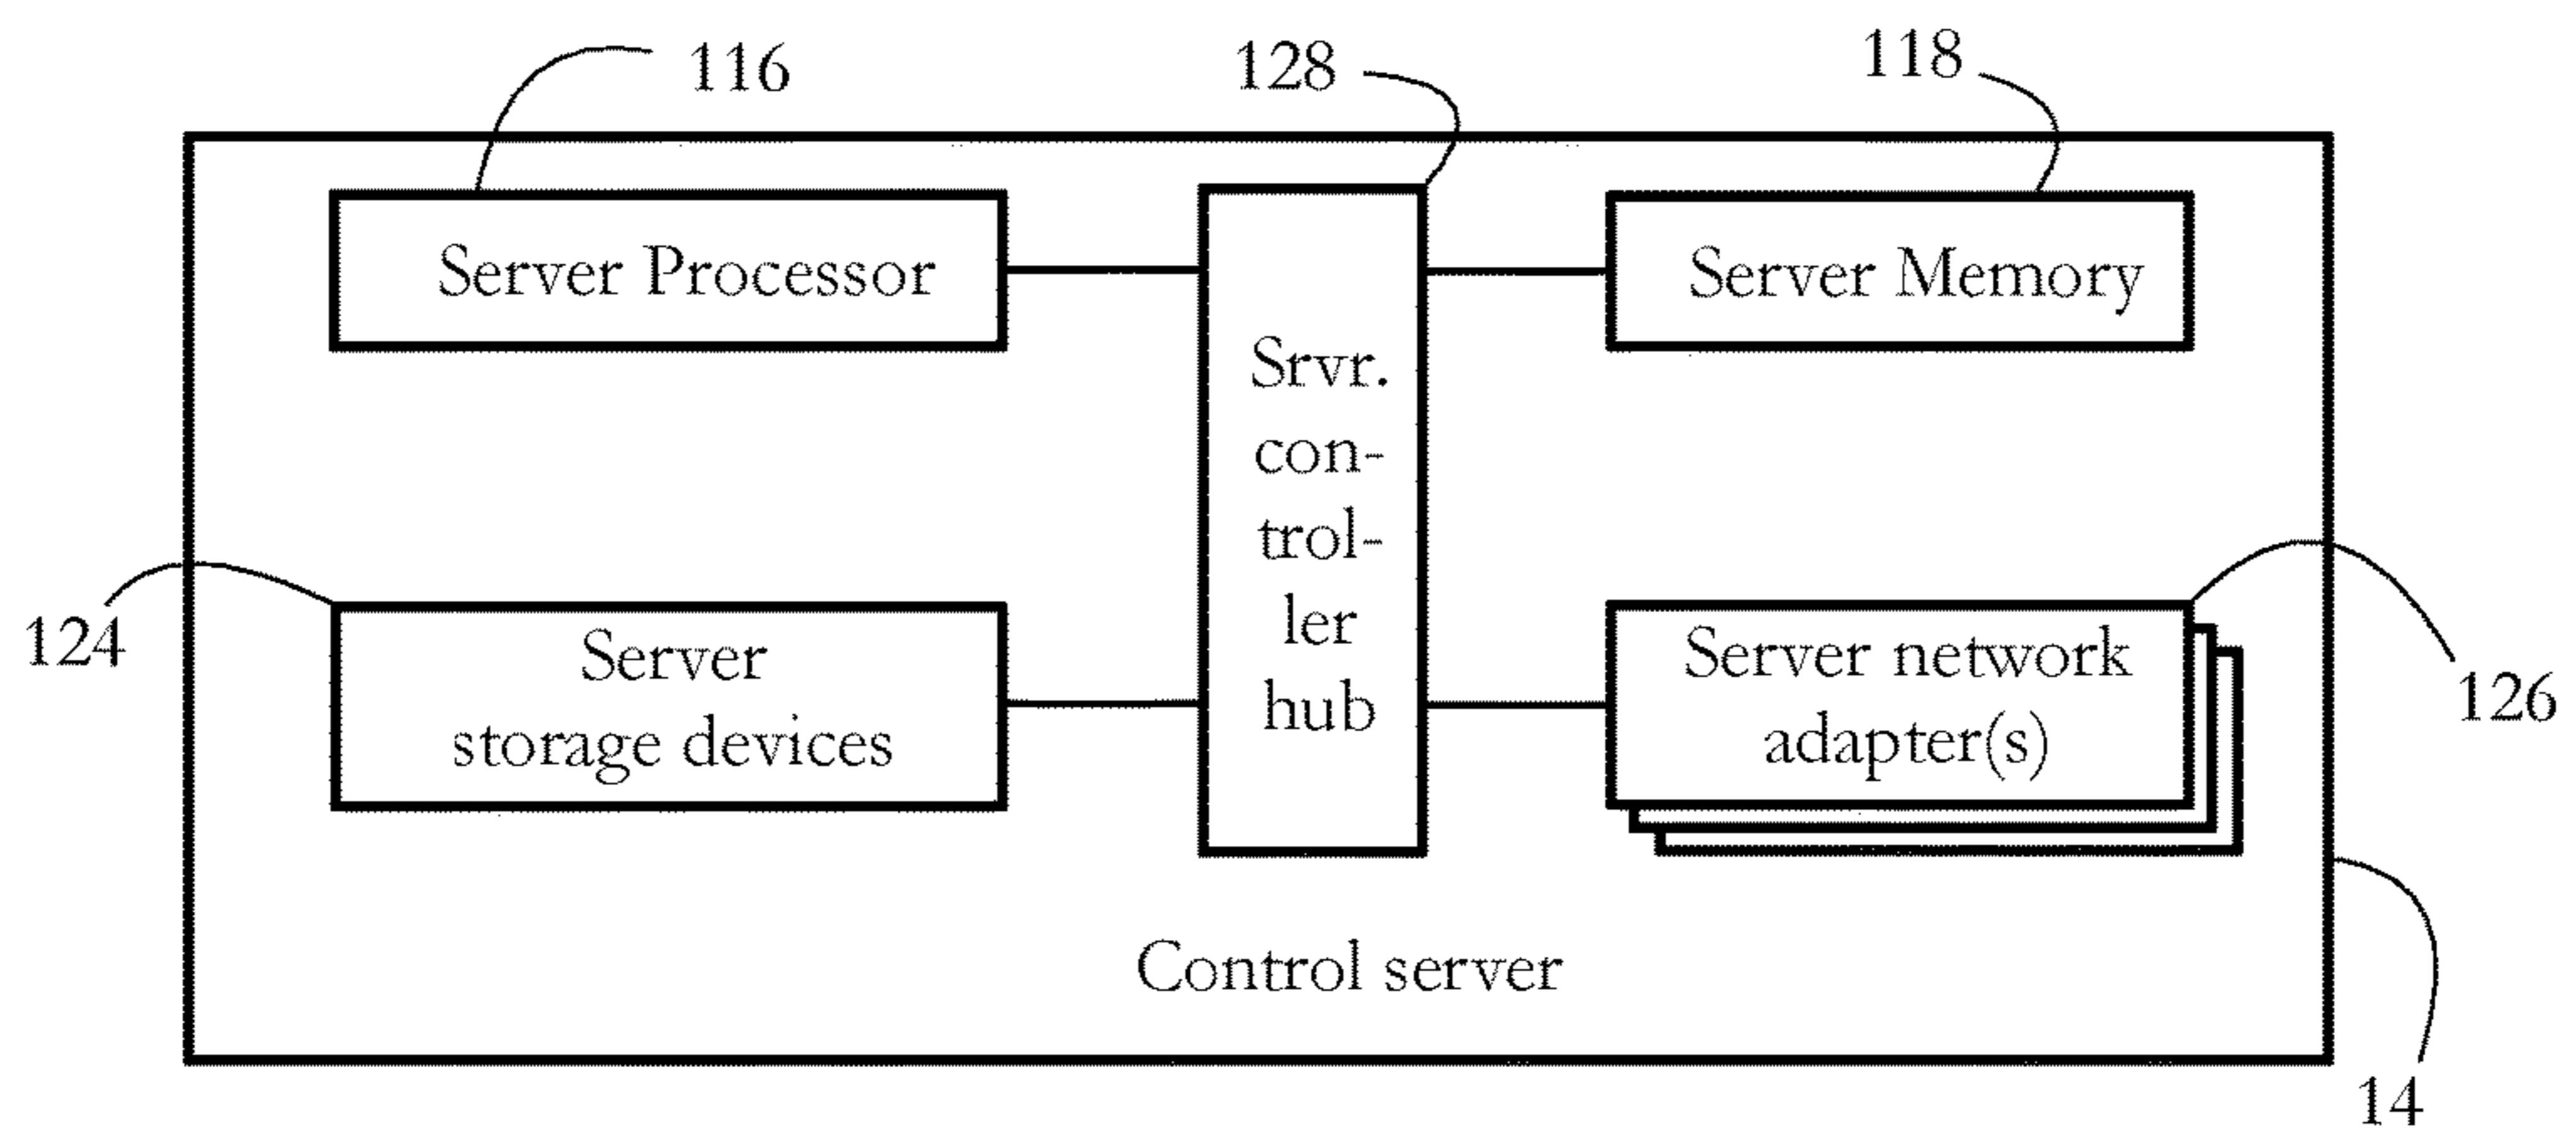 116
128
118
Server Processor
Server Memory
Srvr.
con-
trol-
ler
hub
124
Server
storage devices
Server network
adapter(s)
126
Control server
14